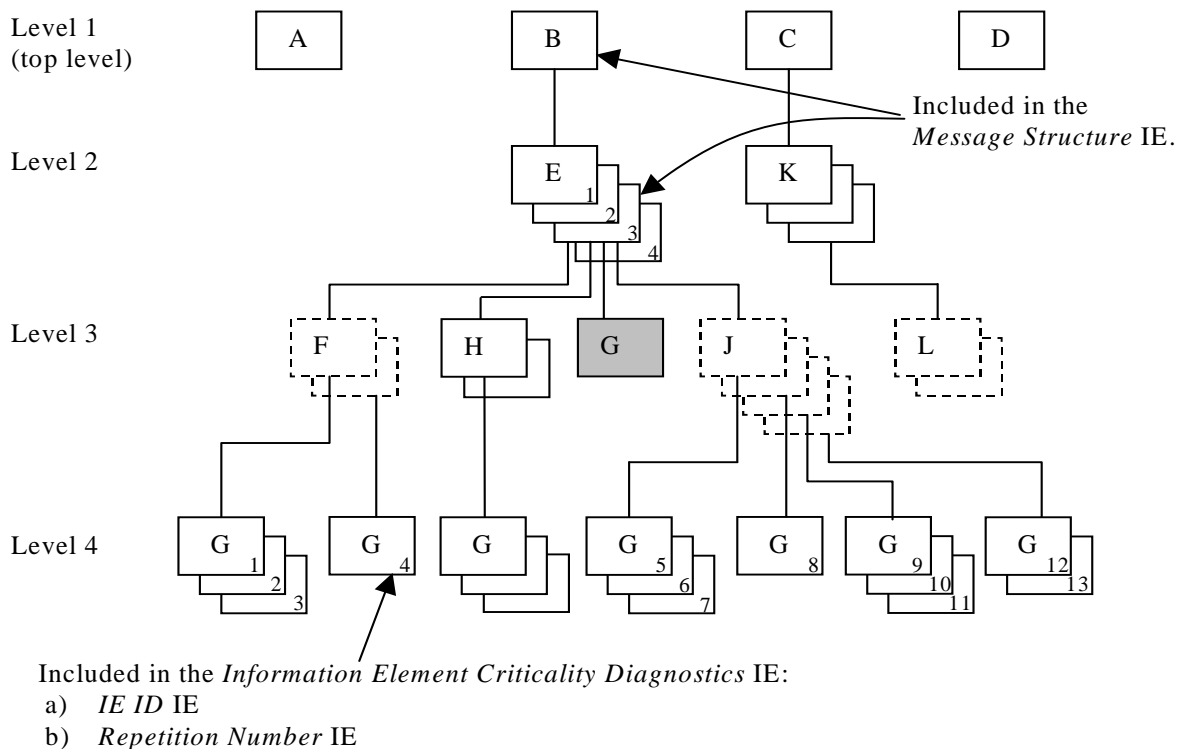 Level 1
(top level)
A
B
C
D
Included in the
Message Structure IE.
Level 2
E
1
2
3
4
K
Level 3
F
H
G
J
L
Level 4
G
1
2
3
G
4
G
G
5
6
7
G
8
G
9
10
11
G
12
13
Included in the Information Element Criticality Diagnostics IE:
a) IE ID IE
b) Repetition Number IE